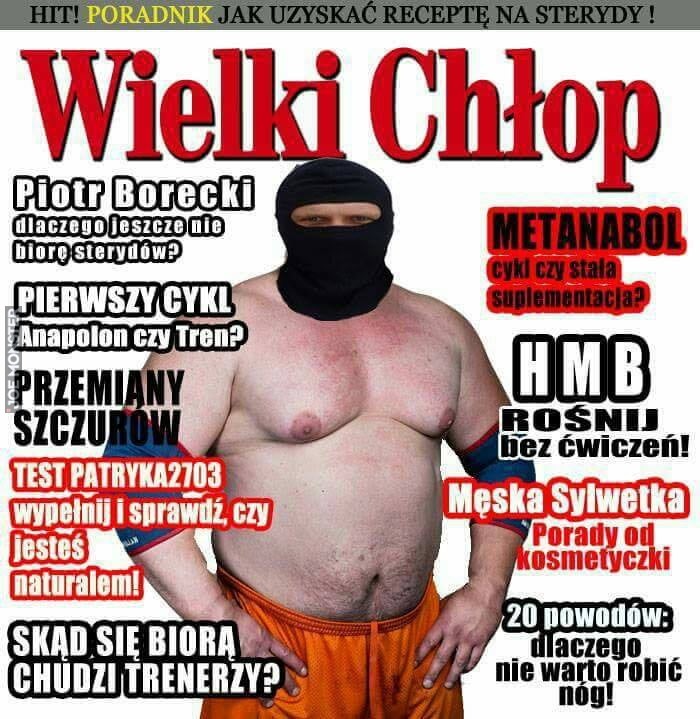 HIT! PORADNIK JAK UZYSKAĆ RECEPTĘ NA STERYDY !
Wielki Chłop
Piotr Borecki
dlaczego jeszcze nie
biorę sterydów?
PIERWSZY CYKL
Anapolon czy Tren?
PRZEMIANY
SZCZURÓW
TEST PATRYKA2703
wypełnij i sprawdź, czy
jesteś
naturalem!
SKĄD SIĘ BIORĄ
CHUDZI TRENERZY?
METANABOL
cykl czy stała
suplementacja?
HMB
ROŚNIJ
bez ćwiczeń!
Męska Sylwetka
Porady od
kosmetyczki
20 powodów:
dlaczego
nie warto robić
nóg!
JOE MONSTER